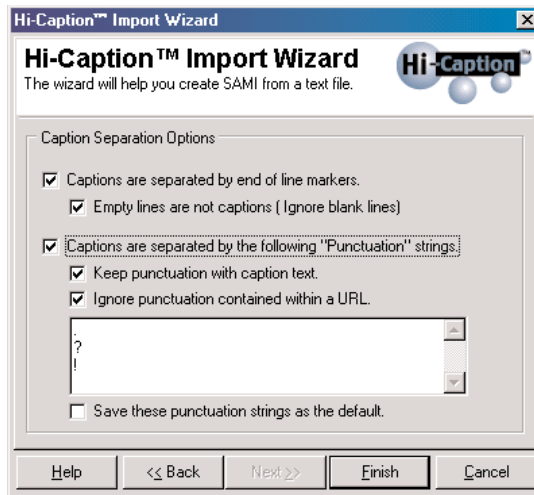 Hi-Caption™ Import Wizard
Hi-Caption™ Import Wizard
The wizard will help you create SAMI from a text file.
Hi-Caption™
Caption Separation Options
Captions are separated by end of line markers.
Empty lines are not captions ( Ignore blank lines)
Captions are separated by the following "Punctuation" strings.
Keep punctuation with caption text.
Ignore punctuation contained within a URL.
.
?
!
Save these punctuation strings as the default.
Help
<< Back
Next >>
Finish
Cancel